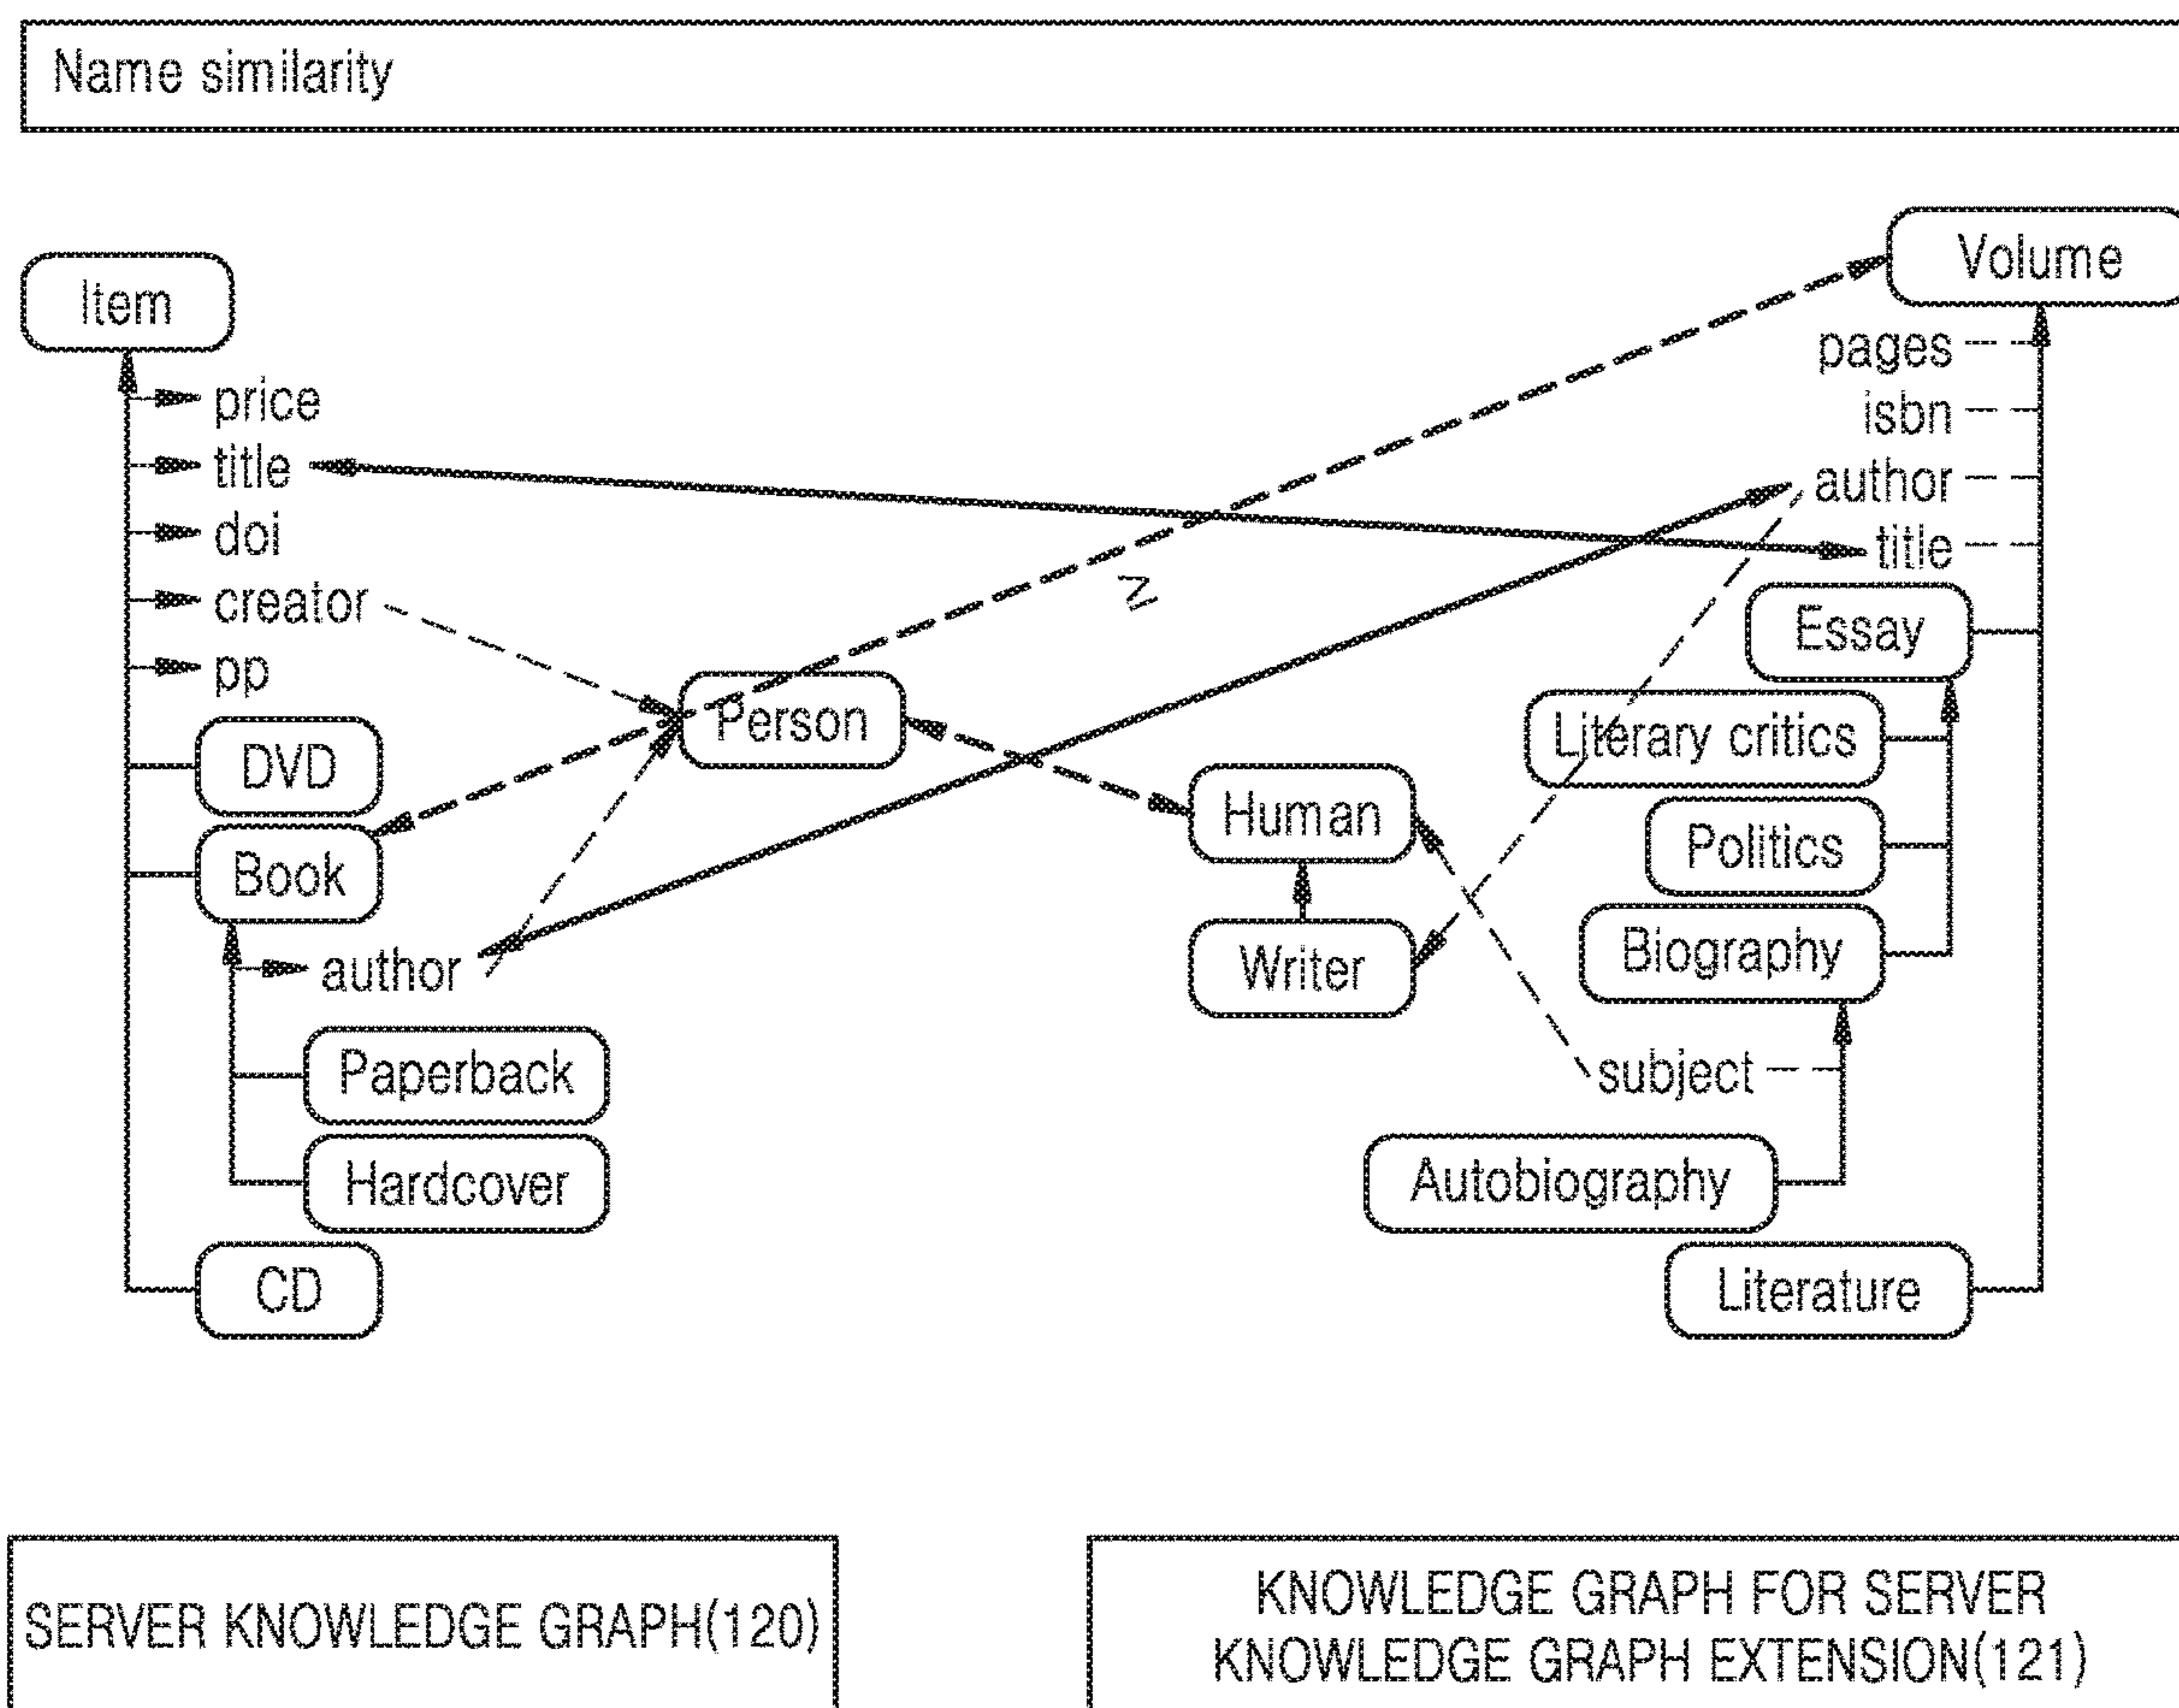 Name similarity
Item
price
title
doi
creator
pp
DVD
Book
author
Paperback
Hardcover
CD
Person
Human
Writer
Volume
pages
isbn
author
title
Essay
Literary critics
Politics
Biography
subject
Autobiography
Literature
SERVER KNOWLEDGE GRAPH(120)
KNOWLEDGE GRAPH FOR SERVER
KNOWLEDGE GRAPH EXTENSION(121)